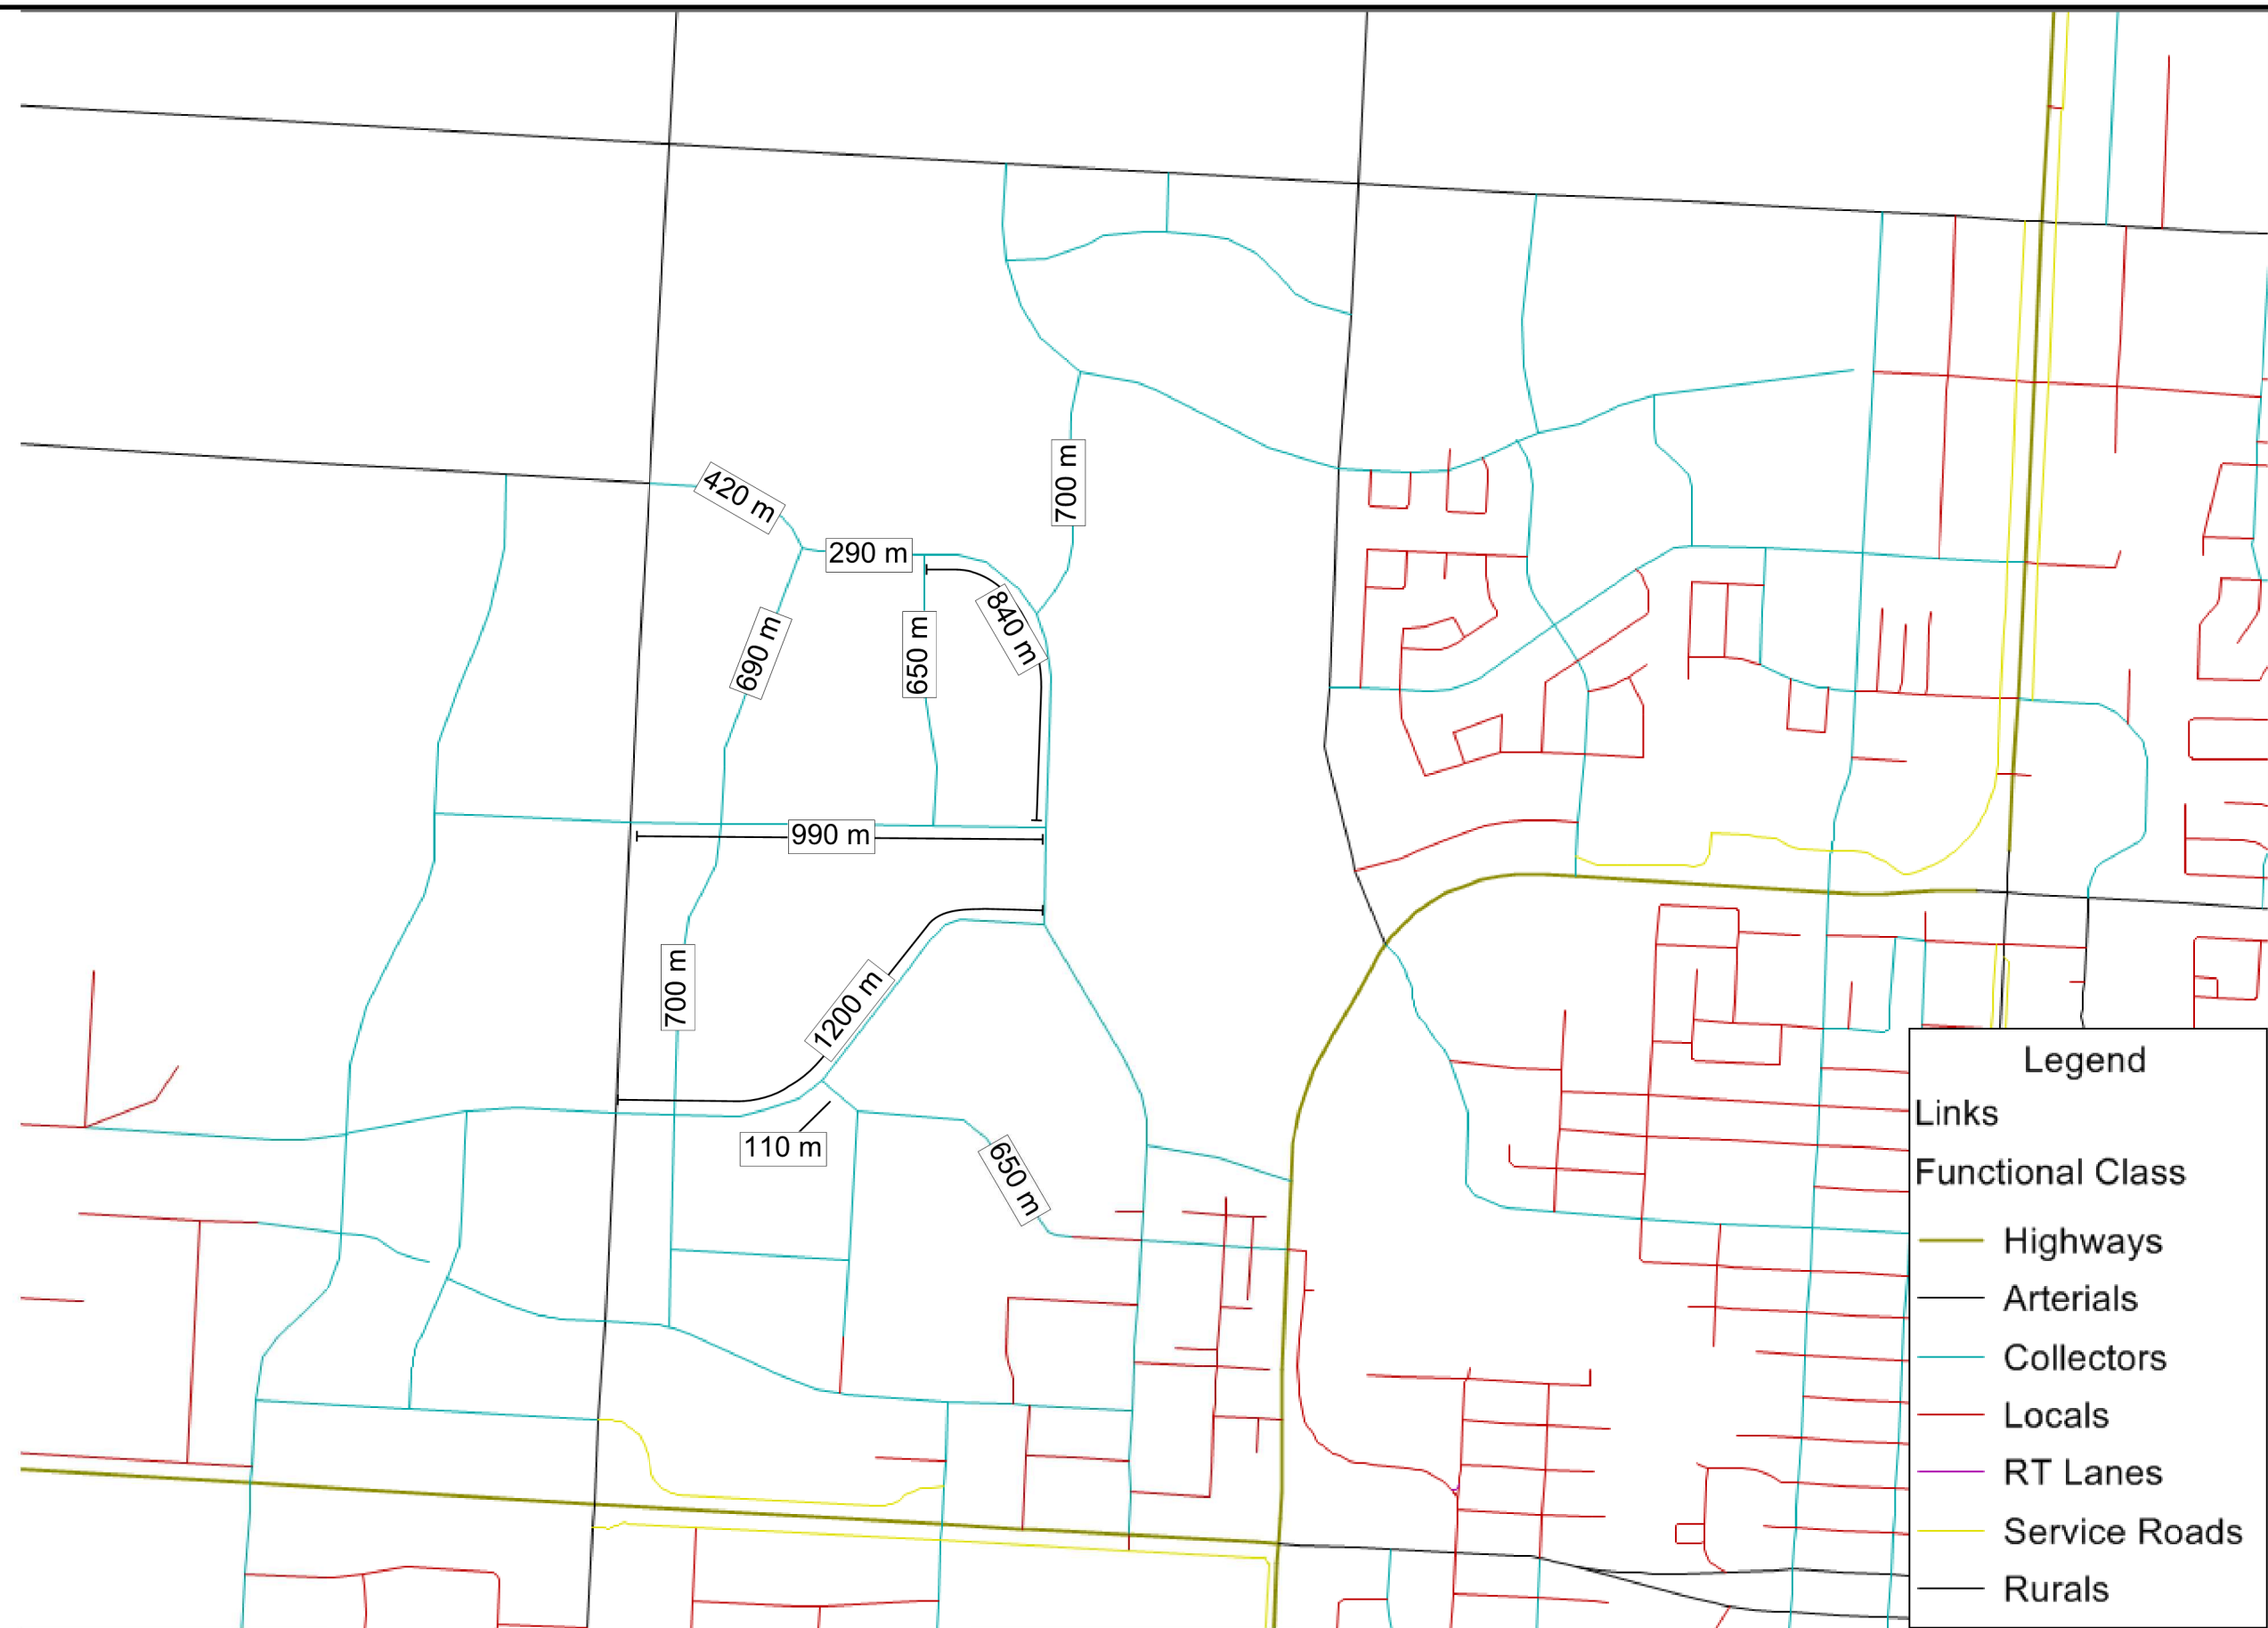 420 m
700 m
290 m
840 m
690 m
650 m
990 m
700 m
1200 m
110 m
650 m
Legend
Links
Functional Class
Highways
Arterials
Collectors
Locals
RT Lanes
Service Roads
Rurals